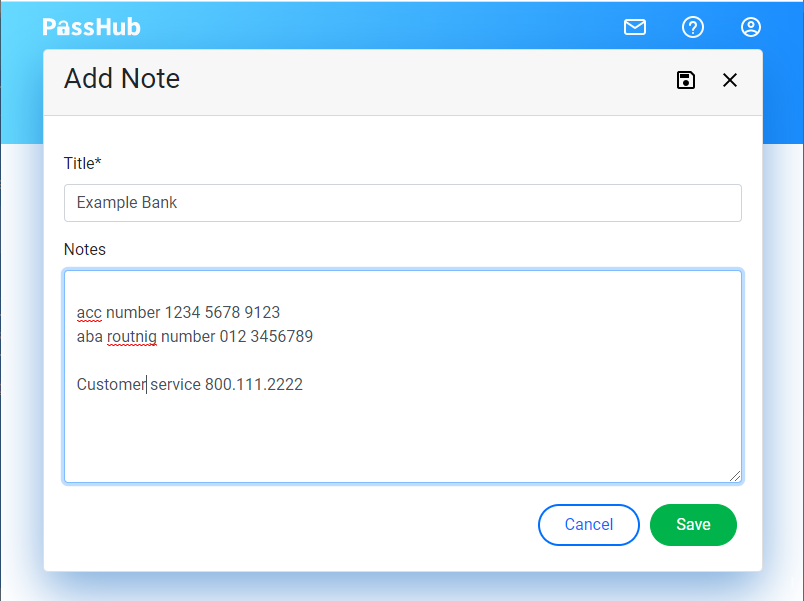 PassHub
Add Note
Title*
Example Bank
Notes
acc number 1234 5678 9123
aba routnig number 012 3456789
Customer service 800.111.2222
Cancel
Save